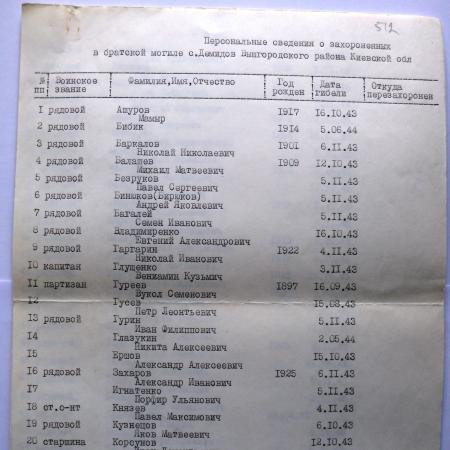 512
Персональные сведения о захороненных
в братской могиле с.Демидов Вышгородского района Киевской обл
№ пп Воинское звание Фамилия,Имя,Отчество Год рожден Дата гибели Откуда перезахоронен
1 рядовой Ашуров 1917 16.10.43
Мамыр
2 рядовой Бибик 1914 5.06.44
3 рядовой Баркалов 1901 6.11.43
Николай Николаевич
4 рядовой Балашев 1909 12.10.43
Михаил Матвеевич
5 рядовой Безруков 5.11.43
Павел Сергеевич
6 рядовой Бинюков(Бирюков) 5.11.43
Андрей Яковлевич
7 рядовой Багалей 5.11.43
Семен Иванович
8 рядовой Владимиренко 16.10.43
Евгений Александрович
9 рядовой Гаргарин 1922 4.11.43
Николай Иванович
10 капитан Глущенко 3.11.43
Вениамин Кузьмич
11 партизан Гуреев 1897 16.09.43
Вукол Семенович
12 Гусев 15.08.43
Петр Леонтьевич
13 рядовой Гурин 5.11.43
Иван Филиппович
14 Глазукин 2.05.44
Никита Алексеевич
15 Ершов 15.10.43
Александр Алексеевич
16 рядовой Захаров 1925 6.11.43
Александр Иванович
17 Игнатенко 5.11.43
Порфир Ульянович
18 ст.с-нт Князев 4.11.43
Павел Максимович
19 рядовой Кузнецов 6.10.43
Яков Матвеевич
20 старшина Корсунов 12.10.43